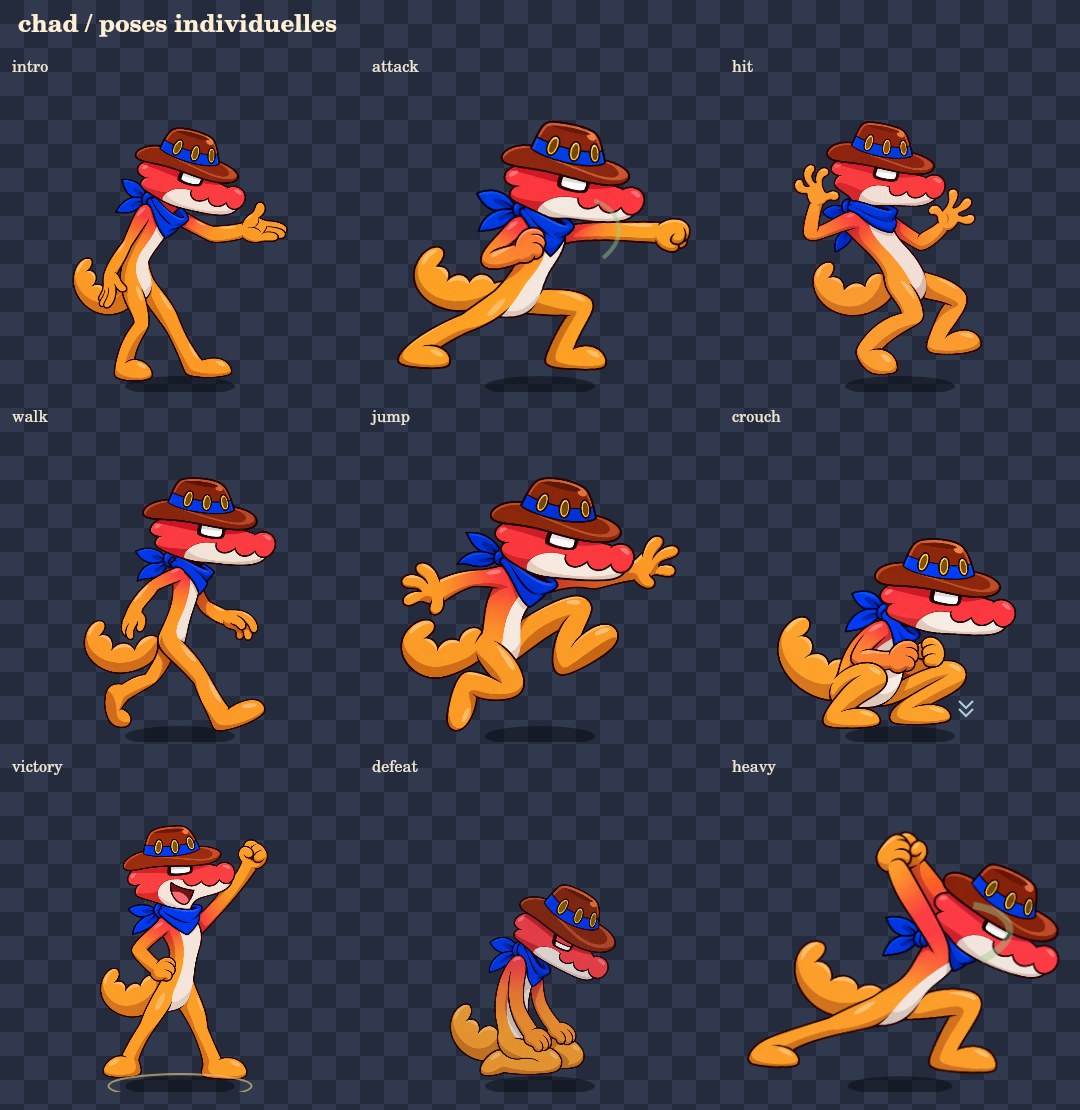 chad / poses individuelles
intro
attack
hit
walk
jump
crouch
victory
defeat
heavy